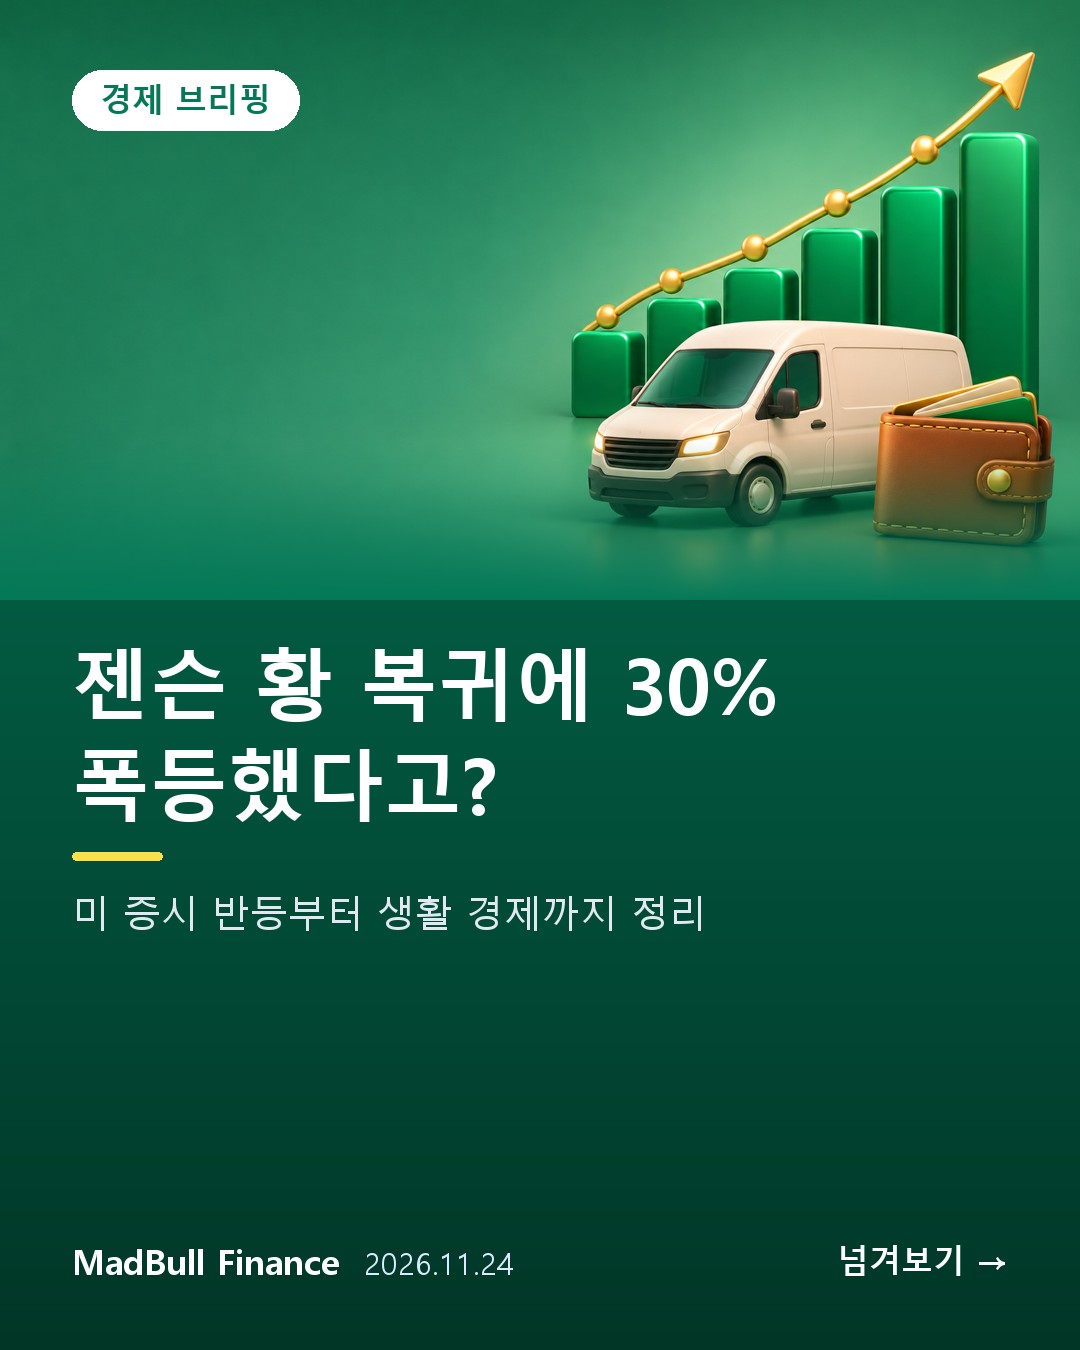 경제 브리핑
젠슨 황 복귀에 30%
폭등했다고?
미 증시 반등부터 생활 경제까지 정리
MadBull Finance 2026.11.24
넘겨보기 →